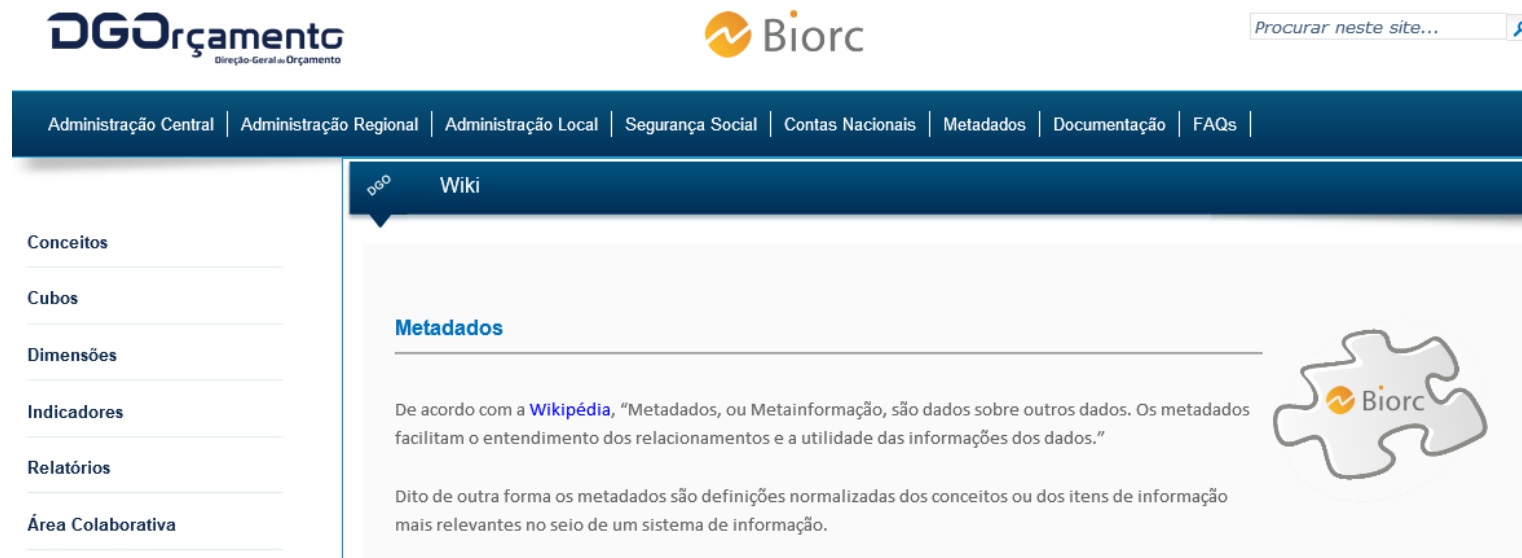 DGOrçamento
Direção-Geral do Orçamento
Biorc
Procurar neste site...
Administração Central
Administração Regional
Administração Local
Segurança Social
Contas Nacionais
Metadados
Documentação
FAQs
DGO
Wiki
Conceitos
Cubos
Dimensões
Indicadores
Relatórios
Área Colaborativa
Metadados
De acordo com a Wikipédia, “Metadados, ou Metainformação, são dados sobre outros dados. Os metadados
facilitam o entendimento dos relacionamentos e a utilidade das informações dos dados.”
Dito de outra forma os metadados são definições normalizadas dos conceitos ou dos itens de informação
mais relevantes no seio de um sistema de informação.
Biorc